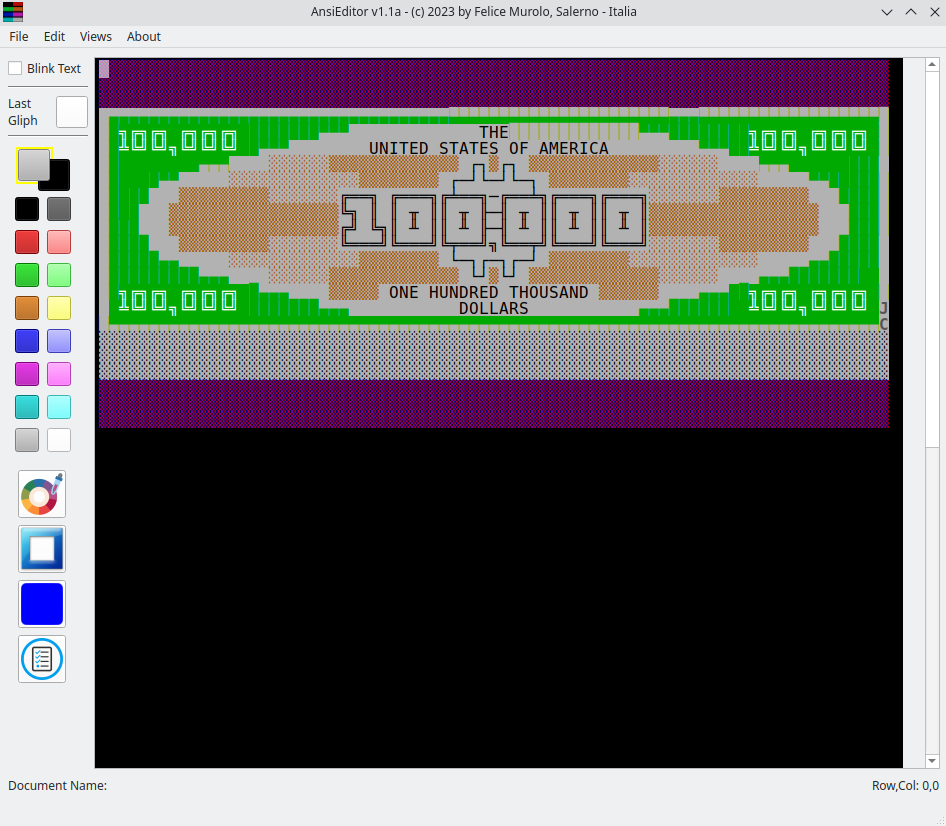 AnsiEditor v1.1a - (c) 2023 by Felice Murolo, Salerno - Italia
File Edit Views About
Blink Text
Last
Gliph
THE
100,000 100,000
UNITED STATES OF AMERICA
$100000
100,000 ONE HUNDRED THOUSAND 100,000
DOLLARS
J
C
Document Name: Row,Col: 0,0